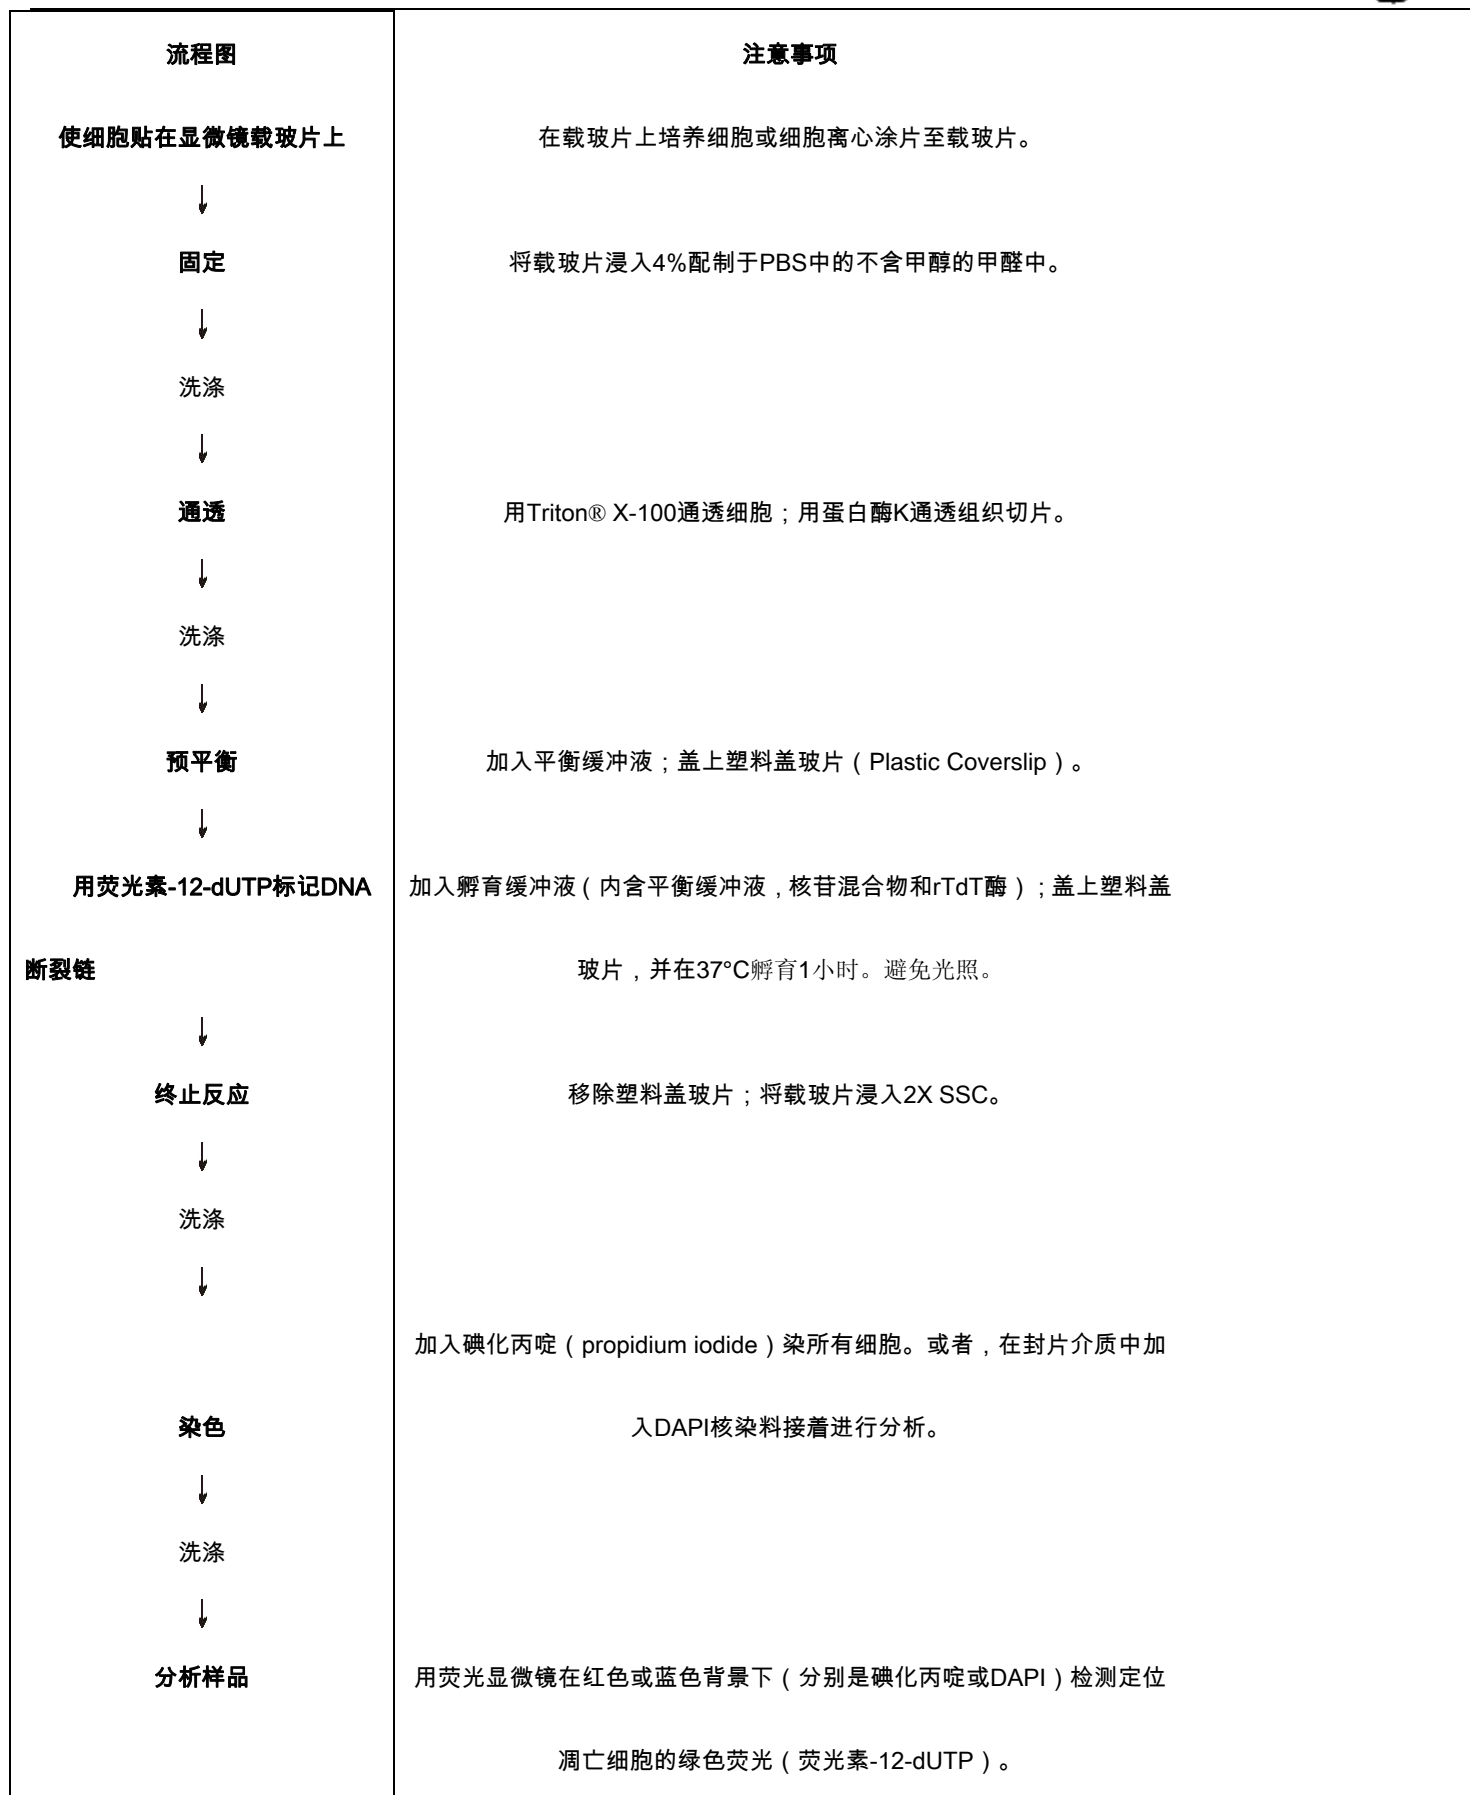 流程图
注意事项
使细胞贴在显微镜载玻片上
在载玻片上培养细胞或细胞离心涂片至载玻片。
↓
固定
将载玻片浸入4%配制于PBS中的不含甲醇的甲醛中。
↓
洗涤
↓
通透
用Triton® X-100通透细胞；用蛋白酶K通透组织切片。
↓
洗涤
↓
预平衡
加入平衡缓冲液；盖上塑料盖玻片（Plastic Coverslip）。
↓
用荧光素-12-dUTP标记DNA
断裂链
加入孵育缓冲液（内含平衡缓冲液，核苷混合物和rTdT酶）；盖上塑料盖
玻片，并在37°C孵育1小时。避免光照。
↓
终止反应
移除塑料盖玻片；将载玻片浸入2X SSC。
↓
洗涤
↓
染色
加入碘化丙啶（propidium iodide）染所有细胞。或者，在封片介质中加
入DAPI核染料接着进行分析。
↓
洗涤
↓
分析样品
用荧光显微镜在红色或蓝色背景下（分别是碘化丙啶或DAPI）检测定位
凋亡细胞的绿色荧光（荧光素-12-dUTP）。